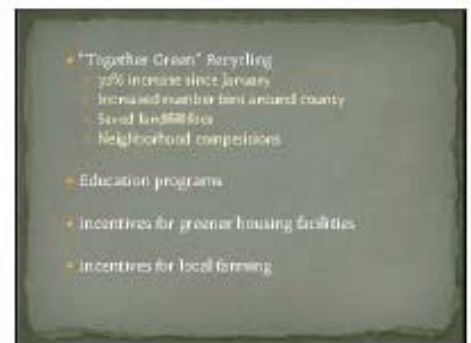 "Together Green" Recycling
increase since January
Increased number bins around county
Saved landfill fees
Neighborhood competitions
Education programs
Incentives for greener housing facilities
Incentives for local farming